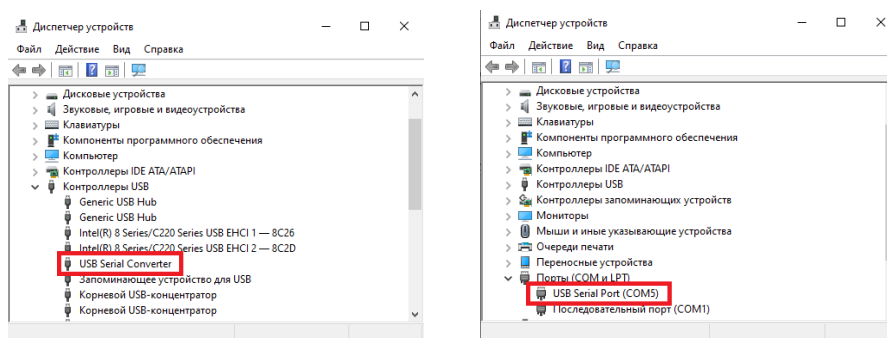 Диспетчер устройств
Файл Действие Вид Справка
Дисковые устройства
Звуковые, игровые и видеоустройства
Клавиатуры
Компоненты программного обеспечения
Компьютер
Контроллеры IDE ATA/ATAPI
Контроллеры USB
Generic USB Hub
Generic USB Hub
Intel(R) 8 Series/C220 Series USB EHCI 1 — 8C26
Intel(R) 8 Series/C220 Series USB EHCI 2 — 8C2D
USB Serial Converter
Запоминающее устройство для USB
Корневой USB-концентратор
Корневой USB-концентратор
Диспетчер устройств
Файл Действие Вид Справка
Дисковые устройства
Звуковые, игровые и видеоустройства
Клавиатуры
Компоненты программного обеспечения
Компьютер
Контроллеры IDE ATA/ATAPI
Контроллеры USB
Контроллеры запоминающих устройств
Мониторы
Мыши и иные указывающие устройства
Очереди печати
Переносные устройства
Порты (COM и LPT)
USB Serial Port (COM5)
Последовательный порт (COM1)